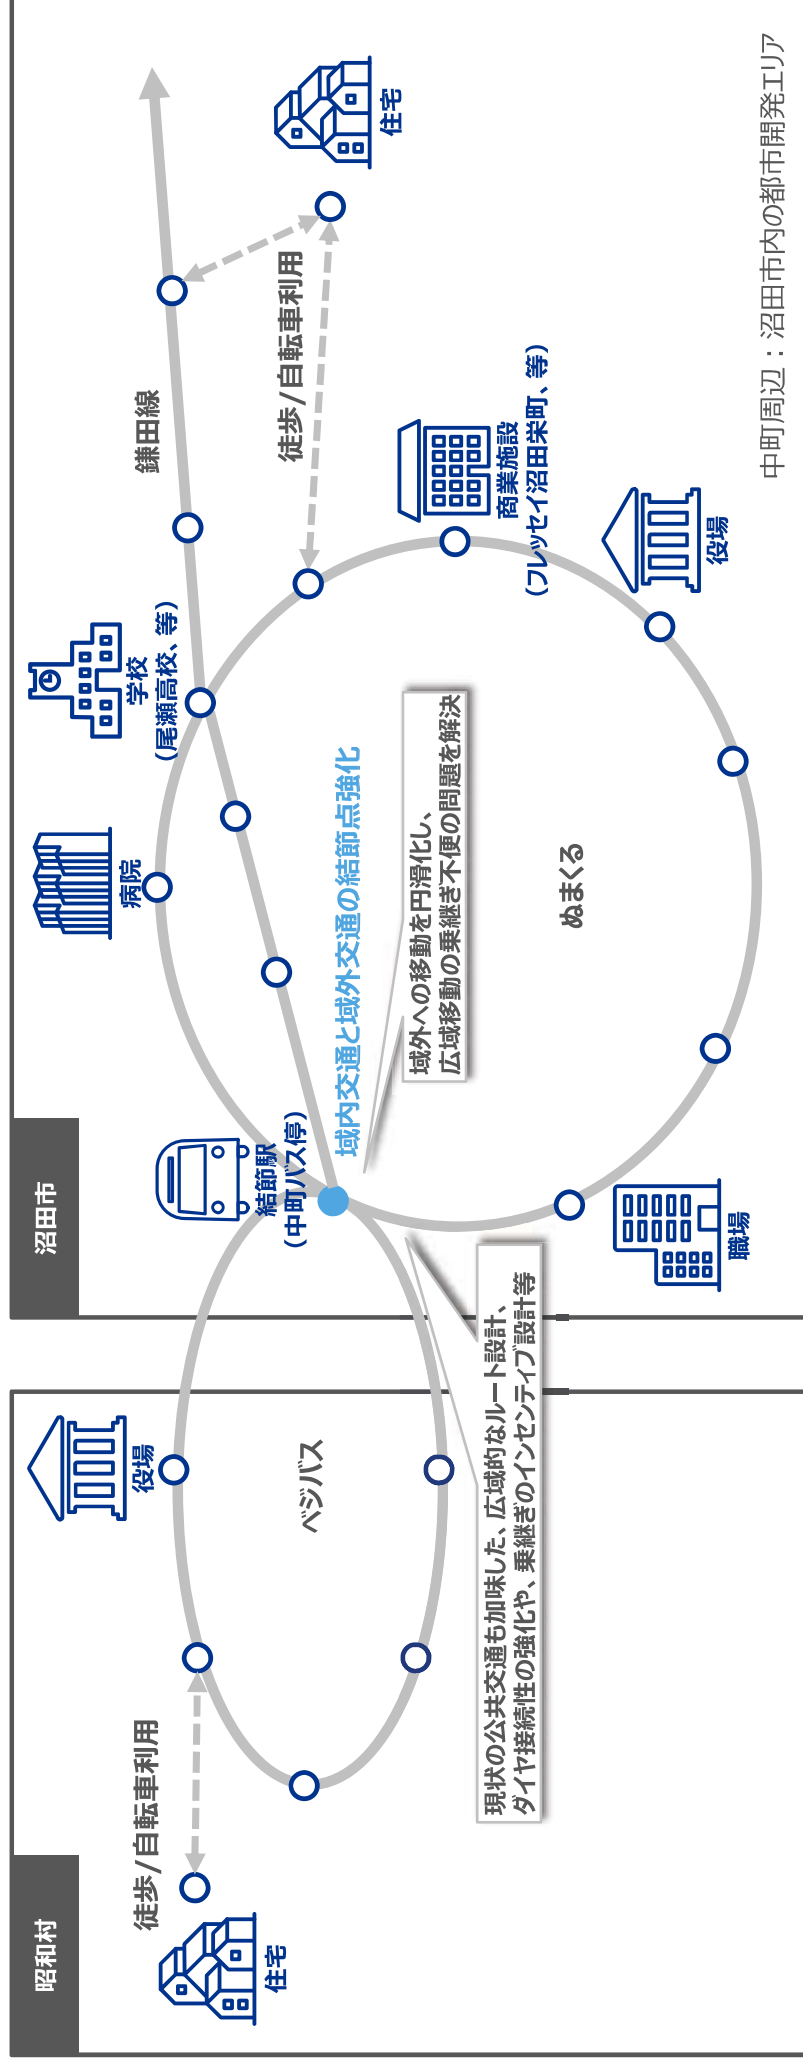 昭和村
沼田市
徒歩/自転車利用
住宅
役場
ベジバス
現状の公共交通も加味した、広域的なルート設計、
ダイヤ接続性の強化や、乗継ぎのインセンティブ設計等
結節駅
(中町バス停)
域内交通と域外交通の結節点強化
域外への移動を円滑化し、
広域移動の乗継ぎ不便の問題を解決
病院
学校
(尾瀬高校、等)
鎌田線
徒歩/自転車利用
住宅
商業施設
(フレッセイ沼田栄町、等)
役場
ぬまくる
職場
中町周辺：沼田市内の都市開発エリア